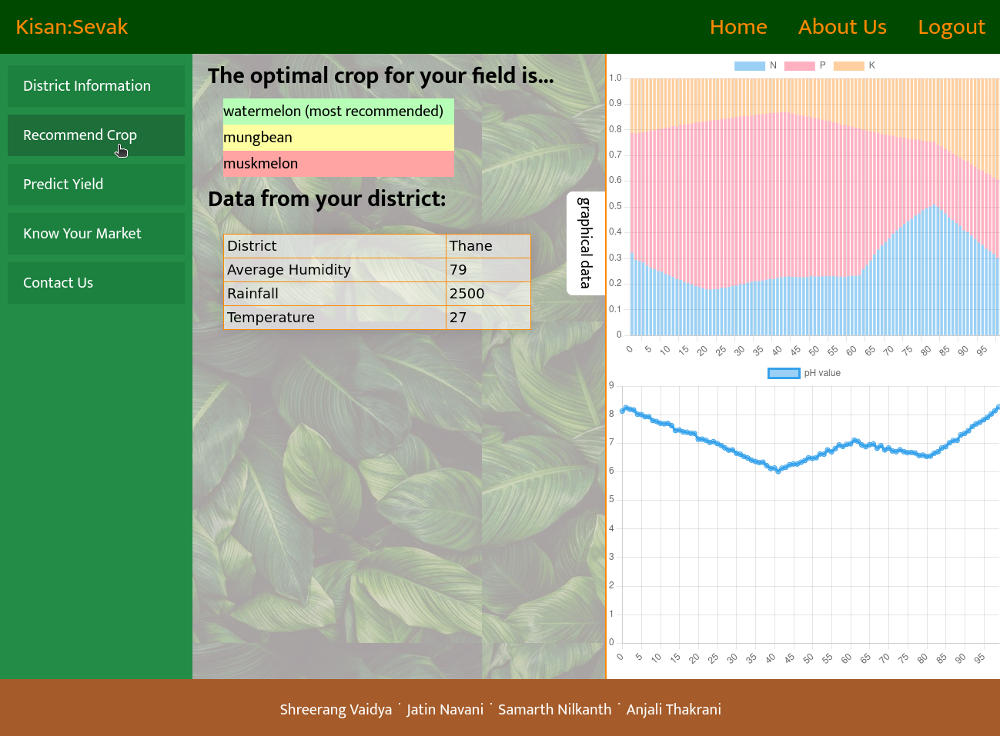 Kisan:Sevak
Home About Us Logout
District Information
Recommend Crop
Predict Yield
Know Your Market
Contact Us
The optimal crop for your field is...
watermelon (most recommended)
mungbean
muskmelon
Data from your district:
District Thane
Average Humidity 79
Rainfall 2500
Temperature 27
graphical data
N P K
1.0
0.9
0.8
0.7
0.6
0.5
0.4
0.3
0.2
0.1
0
0 5 10 15 20 25 30 35 40 45 50 55 60 65 70 75 80 85 90 95
pH value
9
8
7
6
5
4
3
2
1
0
0 5 10 15 20 25 30 35 40 45 50 55 60 65 70 75 80 85 90 95
Shreerang Vaidya · Jatin Navani · Samarth Nilkanth · Anjali Thakrani